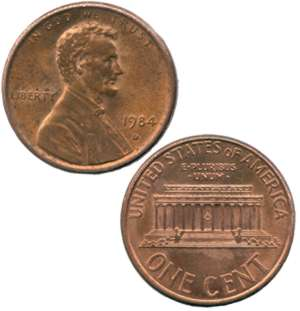 IN GOD WE TRUST
LIBERTY
1984
D
UNITED STATES of AMERICA
E·PLURIBUS
UNUM·
ONE CENT